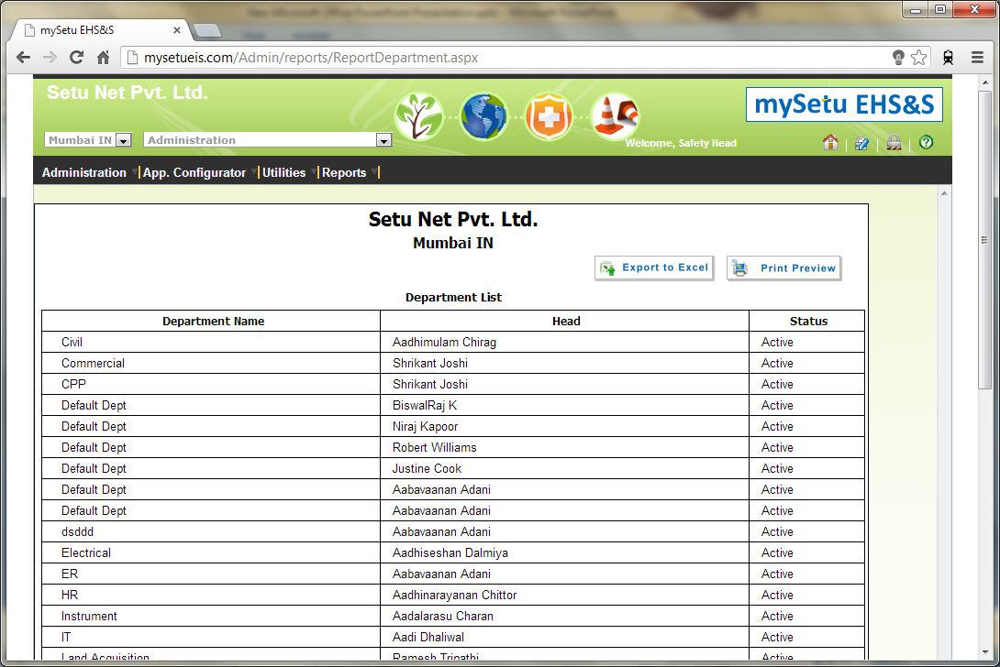 mySetu EHS&S
mysetueis.com/Admin/reports/ReportDepartment.aspx
Setu Net Pvt. Ltd.
mySetu EHS&S
Mumbai IN Administration
Welcome, Safety Head
Administration App. Configurator Utilities Reports
Setu Net Pvt. Ltd.
Mumbai IN
Export to Excel Print Preview
Department List
Department Name Head Status
Civil Aadhimulam Chirag Active
Commercial Shrikant Joshi Active
CPP Shrikant Joshi Active
Default Dept BiswalRaj K Active
Default Dept Niraj Kapoor Active
Default Dept Robert Williams Active
Default Dept Justine Cook Active
Default Dept Aabavaanan Adani Active
Default Dept Aabavaanan Adani Active
dsddd Aabavaanan Adani Active
Electrical Aadhiseshan Dalmiya Active
ER Aabavaanan Adani Active
HR Aadhinarayanan Chittor Active
Instrument Aadalarasu Charan Active
IT Aadi Dhaliwal Active
Land Acquisition Ramesh Tripathi Active